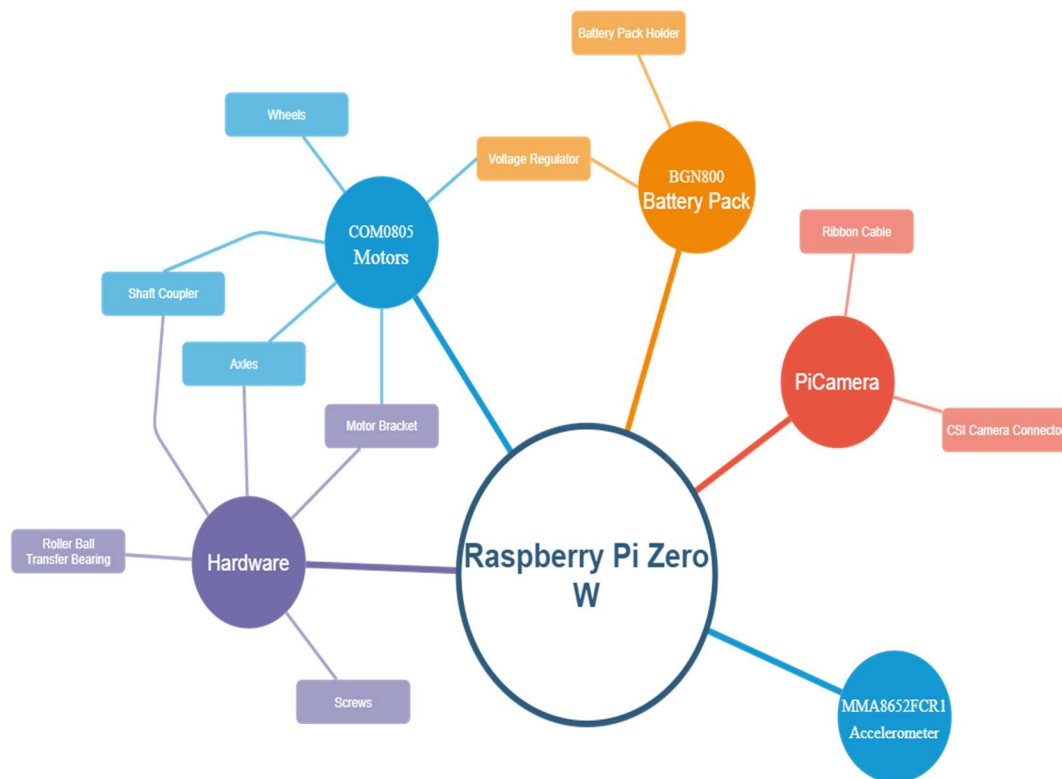 Battery Pack Holder
Wheels
Voltage Regulator
BGN800
Battery Pack
COM0805
Motors
Ribbon Cable
Shaft Coupler
Axles
PiCamera
Motor Bracket
CSI Camera Connector
Raspberry Pi Zero
W
Roller Ball
Transfer Bearing
Hardware
Screws
MMA8652FCR1
Accelerometer